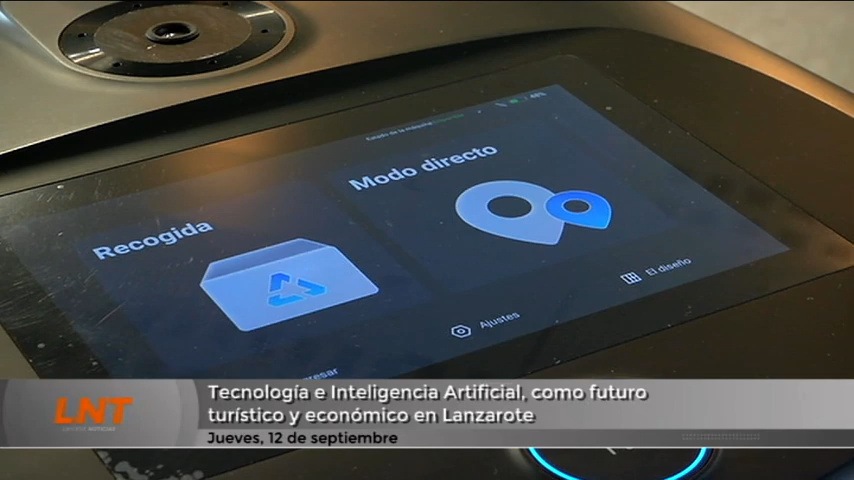 48%
Modo directo
Recogida
El diseño
Ajustes
Tecnología e Inteligencia Artificial, como futuro
turístico y económico en Lanzarote
LNT
Jueves, 12 de septiembre